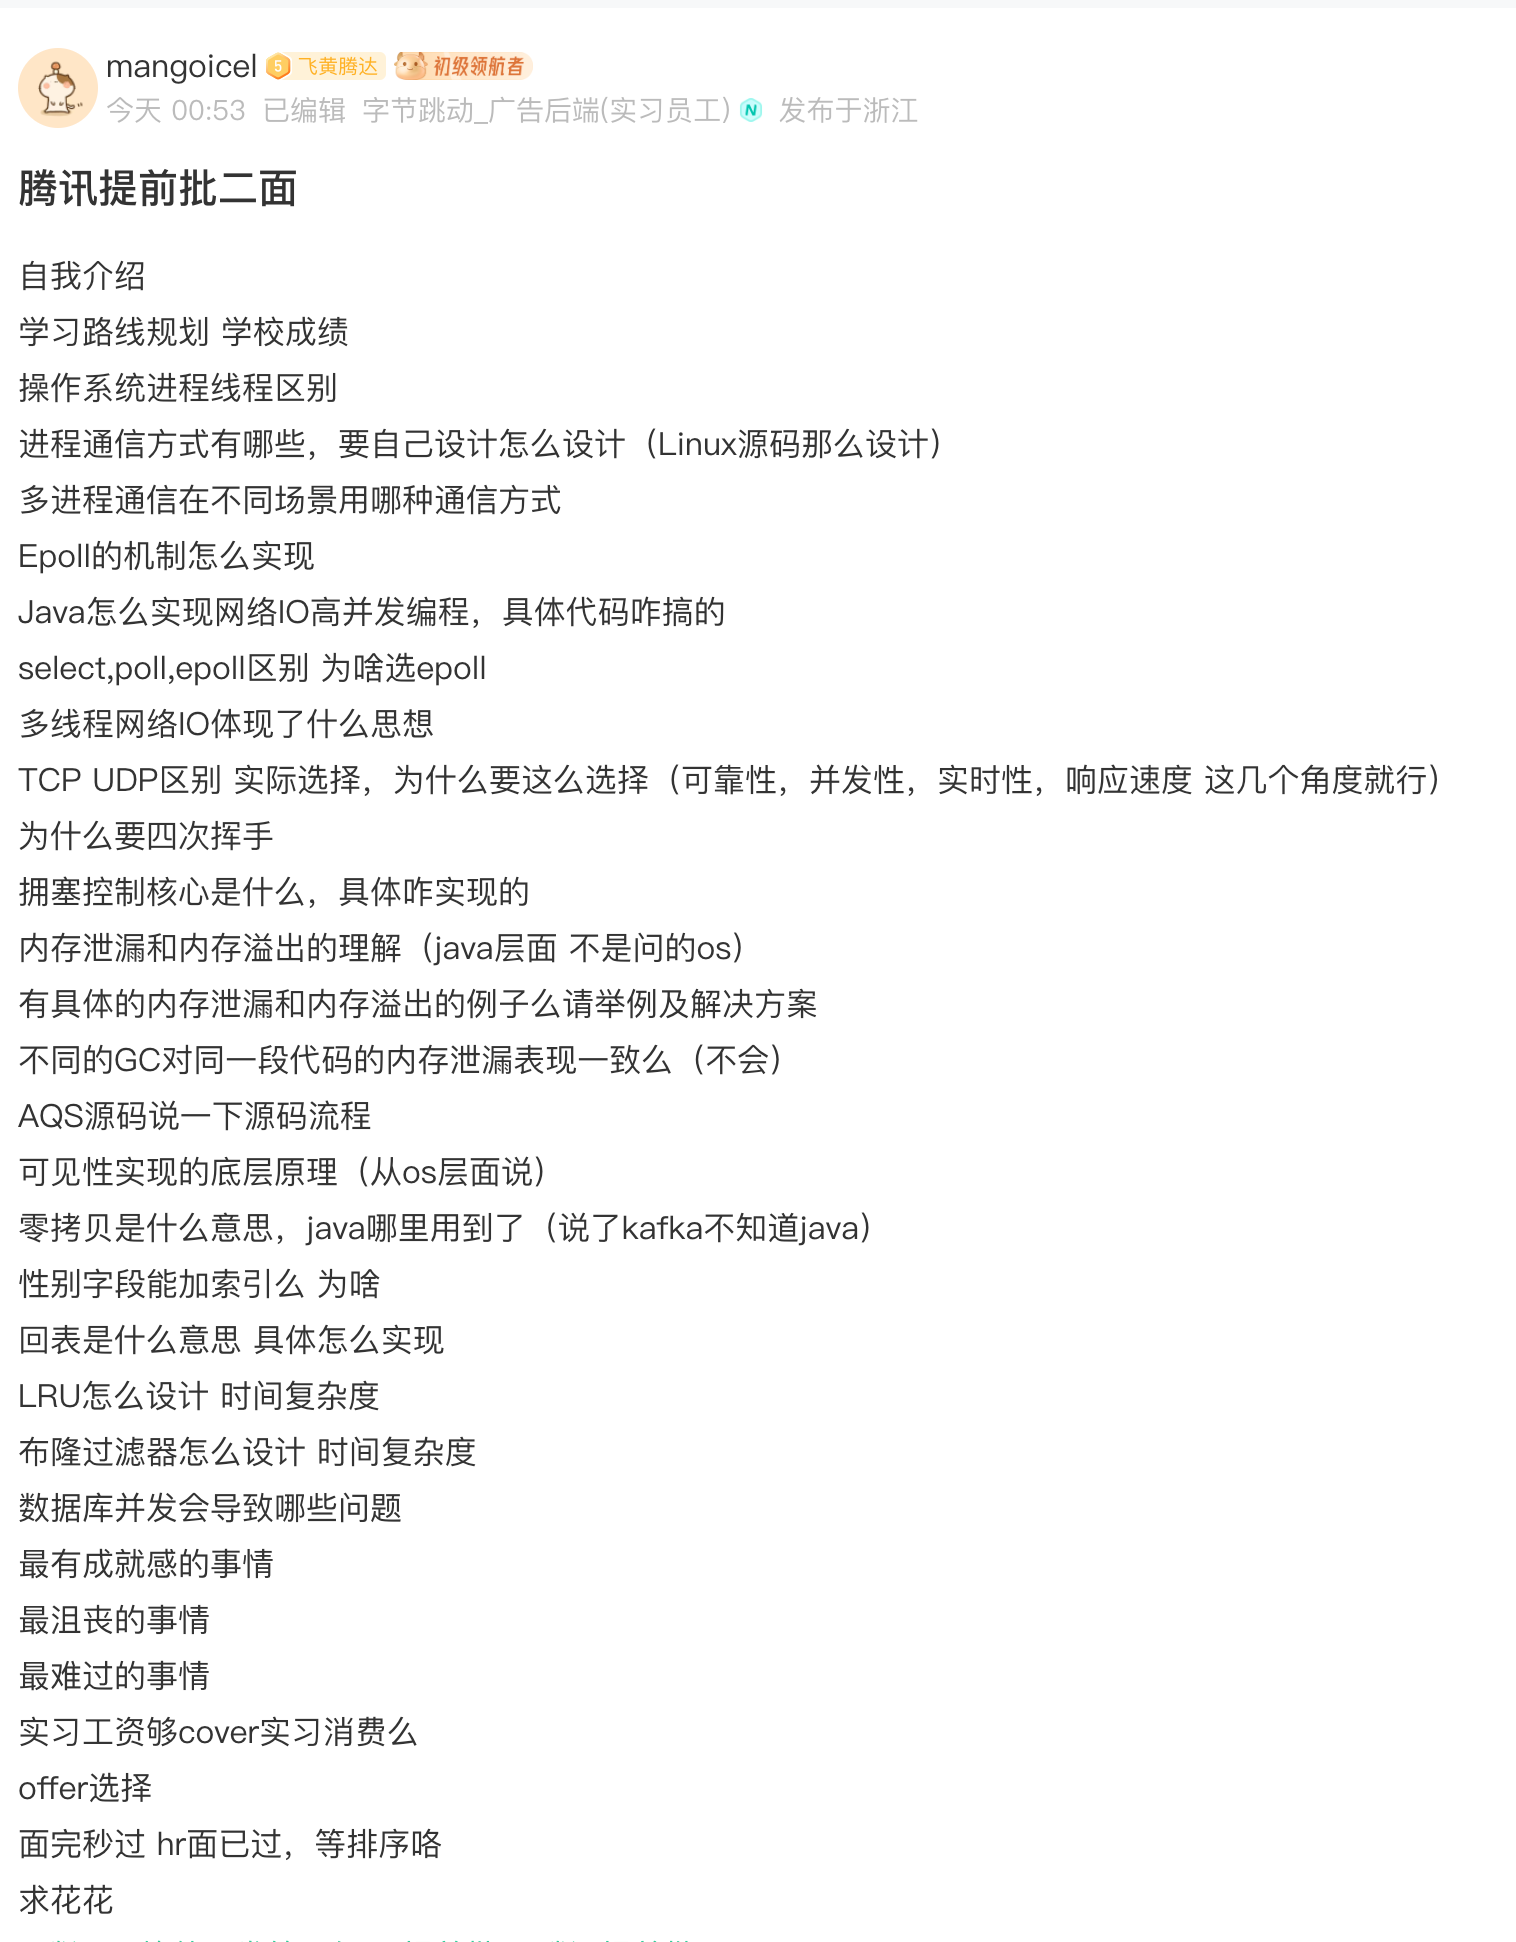 mangoicel 5 飞黄腾达 初级领航者
今天 00:53 已编辑 字节跳动_广告后端(实习员工) N 发布于浙江
腾讯提前批二面
自我介绍
学习路线规划 学校成绩
操作系统进程线程区别
进程通信方式有哪些，要自己设计怎么设计（Linux源码那么设计）
多进程通信在不同场景用哪种通信方式
Epoll的机制怎么实现
Java怎么实现网络IO高并发编程，具体代码咋搞的
select,poll,epoll区别 为啥选epoll
多线程网络IO体现了什么思想
TCP UDP区别 实际选择，为什么要这么选择（可靠性，并发性，实时性，响应速度 这几个角度就行）
为什么要四次挥手
拥塞控制核心是什么，具体咋实现的
内存泄漏和内存溢出的理解（java层面 不是问的os）
有具体的内存泄漏和内存溢出的例子么请举例及解决方案
不同的GC对同一段代码的内存泄漏表现一致么（不会）
AQS源码说一下源码流程
可见性实现的底层原理（从os层面说）
零拷贝是什么意思，java哪里用到了（说了kafka不知道java）
性别字段能加索引么 为啥
回表是什么意思 具体怎么实现
LRU怎么设计 时间复杂度
布隆过滤器怎么设计 时间复杂度
数据库并发会导致哪些问题
最有成就感的事情
最沮丧的事情
最难过的事情
实习工资够cover实习消费么
offer选择
面完秒过 hr面已过，等排序咯
求花花